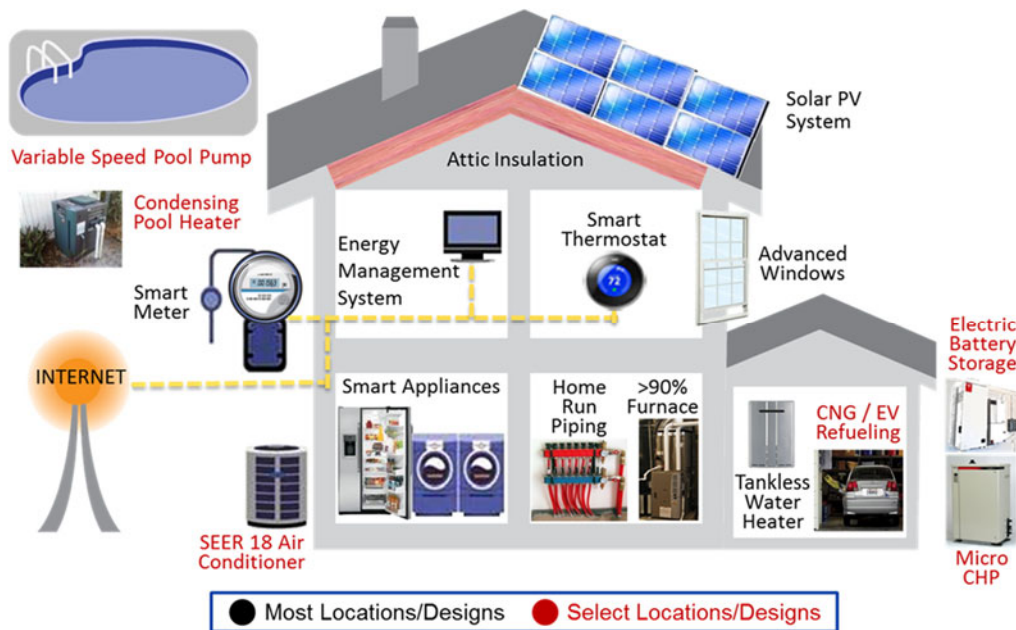 Solar PV
System
Variable Speed Pool Pump
Attic Insulation
Condensing
Pool Heater
Energy
Management
System
Smart
Thermostat
72
Advanced
Windows
Smart
Meter
INTERNET
Electric
Battery
Storage
Smart Appliances
Home
Run
Piping
>90%
Furnace
CNG / EV
Refueling
Tankless
Water
Heater
SEER 18 Air
Conditioner
Micro
CHP
Most Locations/Designs
Select Locations/Designs